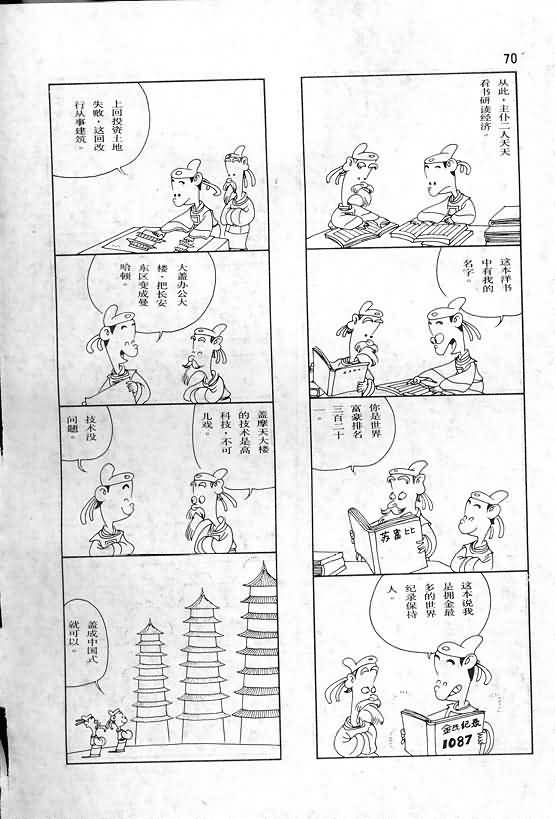 70
从此，主仆二人天天
看书研读经济。
这本洋书
中有我的
名字。
你是世界
富豪排名
三百二十
一。
苏富比
这本说我
是拥金最
多的世界
纪录保持
人。
金氏纪录
1087
上回投资土地
失败，这回改
行从事建筑。
大盖办公大
楼，把长安
东区变成曼
哈顿。
盖摩天大楼
的技术是高
科技，不可
儿戏。
技术没
问题。
盖成中国式
就可以。